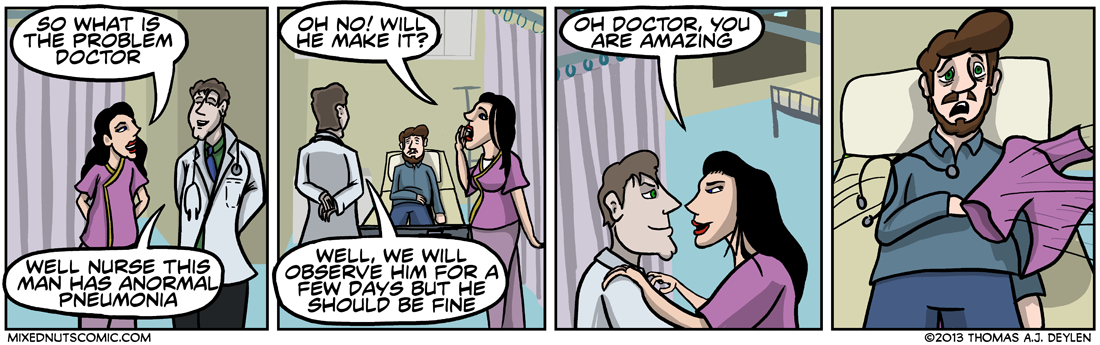 SO WHAT IS
THE PROBLEM
DOCTOR
WELL NURSE THIS
MAN HAS ANORMAL
PNEUMONIA
OH NO! WILL
HE MAKE IT?
WELL, WE WILL
OBSERVE HIM FOR A
FEW DAYS BUT HE
SHOULD BE FINE
OH DOCTOR, YOU
ARE AMAZING
MIXEDNUTSCOMIC.COM
©2013 THOMAS A.J. DEYLEN